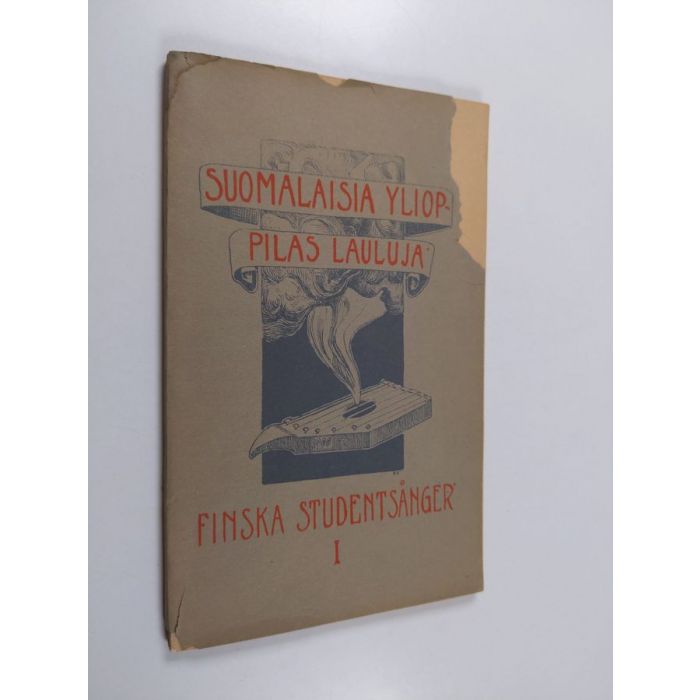 SUOMALAISIA YLIOP-
PILAS LAULUJA
FINSKA STUDENTSÅNGER
I